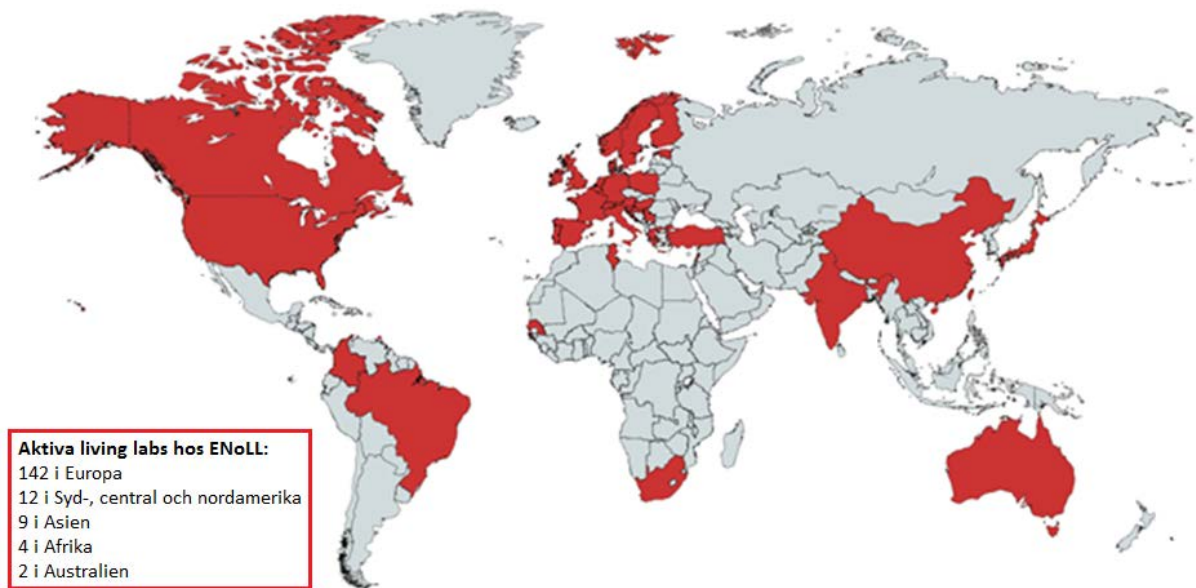 Aktiva living labs hos ENoLL:
142 i Europa
12 i Syd-, central och nordamerika
9 i Asien
4 i Afrika
2 i Australien